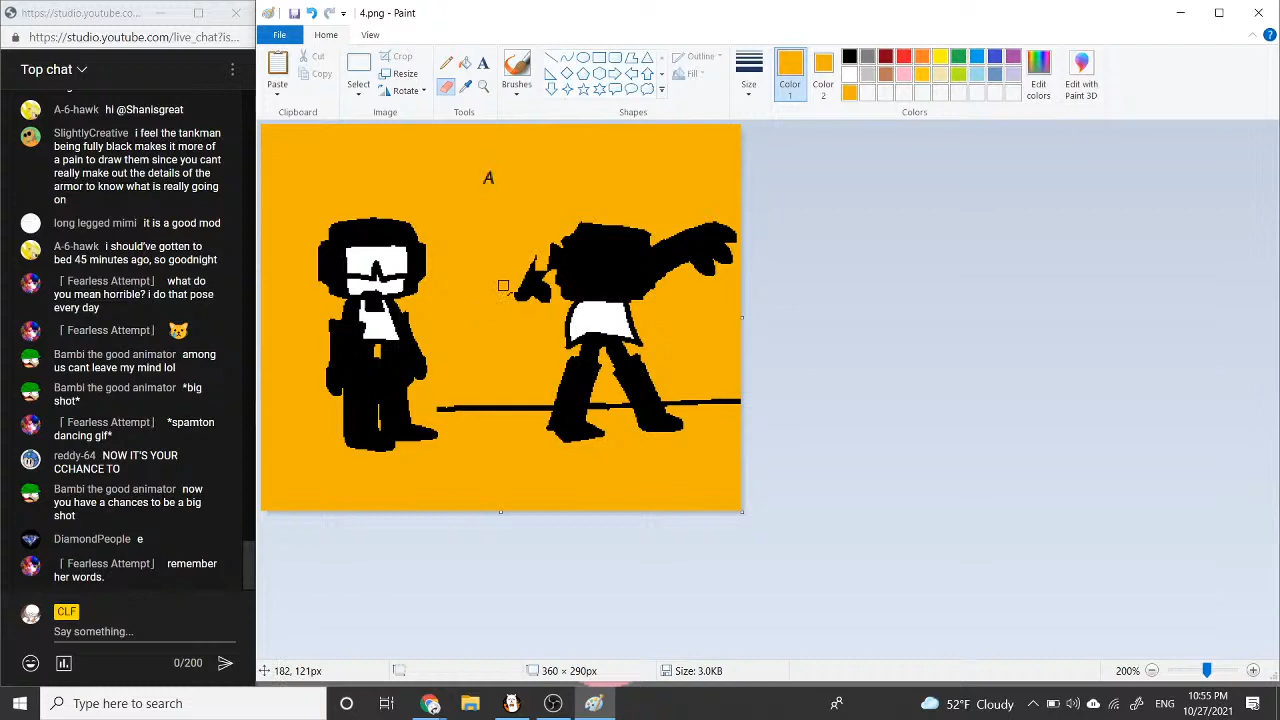 https://studio.youtube.co...
https://studio.youtube.com/live_chat?is...
Top chat
A-6-hawk hi @Shanisgreat
SlightlyCreative i feel the tankman
being fully black makes it more of
a pain to draw them since you cant
really make out the details of the
armor to know what is really going
on
long legged mimi it is a good mod
A-6-hawk i should've gotten to
bed 45 minutes ago, so goodnight
「 Fearless Attempt」 what do
you mean horrible? i do that pose
every day
「 Fearless Attempt」
Bambi the good animator among
us cant leave my mind lol
Bambi the good animator *big
shot*
「 Fearless Attempt」 *spamton
dancing gif*
reddy-64 NOW IT'S YOUR
CCHANCE TO
Bambi the good animator now
you have a chances to be a big
shot
DiamondPeople e
「 Fearless Attempt」 remember
her words.
CLF
Say something...
0/200
4.png - Paint
File Home View
Paste
Cut
Copy
Clipboard
Select
Crop
Resize
Rotate
Image
A
Tools
Brushes
Outline
Fill
Shapes
Size
Color
1
Color
2
Edit
colors
Edit with
Paint 3D
Colors
A
182, 121px
360 × 290px
Size: 3.0KB
200%
Type here to search
52°F Cloudy
ENG
10:55 PM
10/27/2021